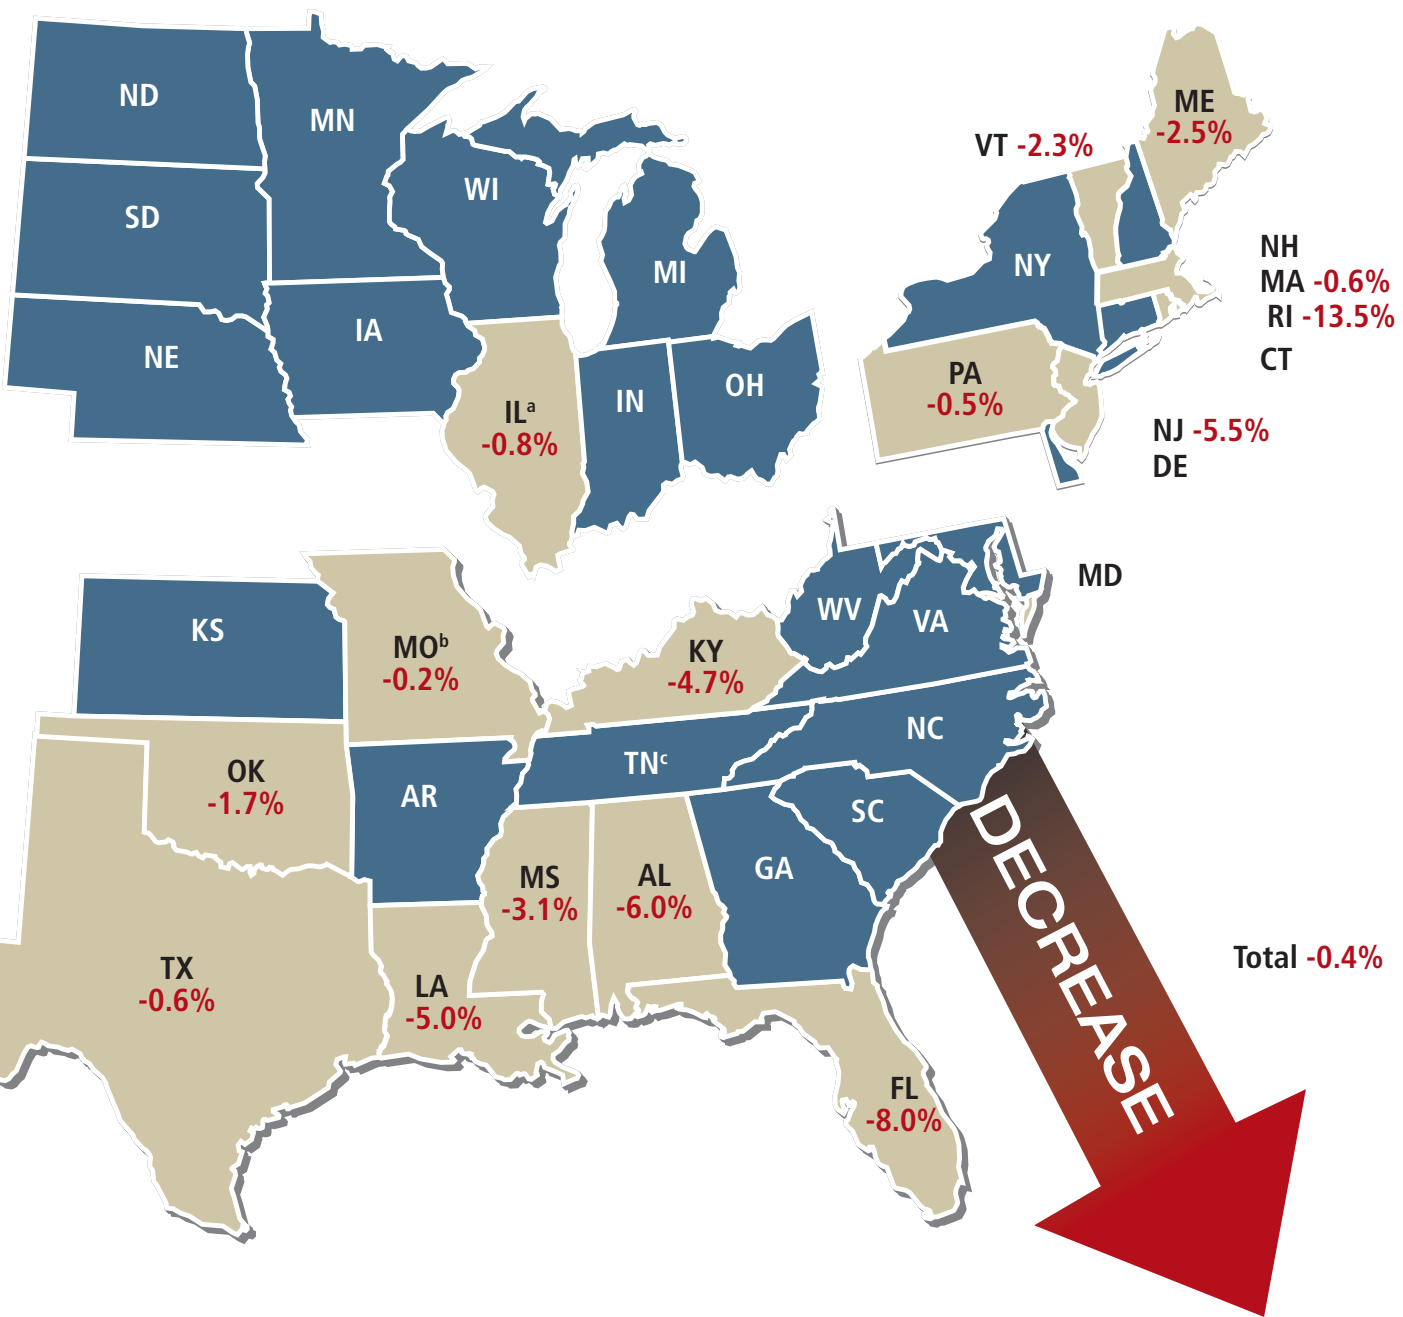 ND
MN
SD
WI
MI
NE
IA
ILᵃ
-0.8%
IN
OH
ME
-2.5%
VT -2.3%
NY
NH
MA -0.6%
RI -13.5%
CT
PA
-0.5%
NJ -5.5%
DE
KS
MOᵇ
-0.2%
KY
-4.7%
WV
VA
MD
OK
-1.7%
AR
TNᶜ
NC
SC
TX
-0.6%
LA
-5.0%
MS
-3.1%
AL
-6.0%
GA
FL
-8.0%
DECREASE
Total -0.4%